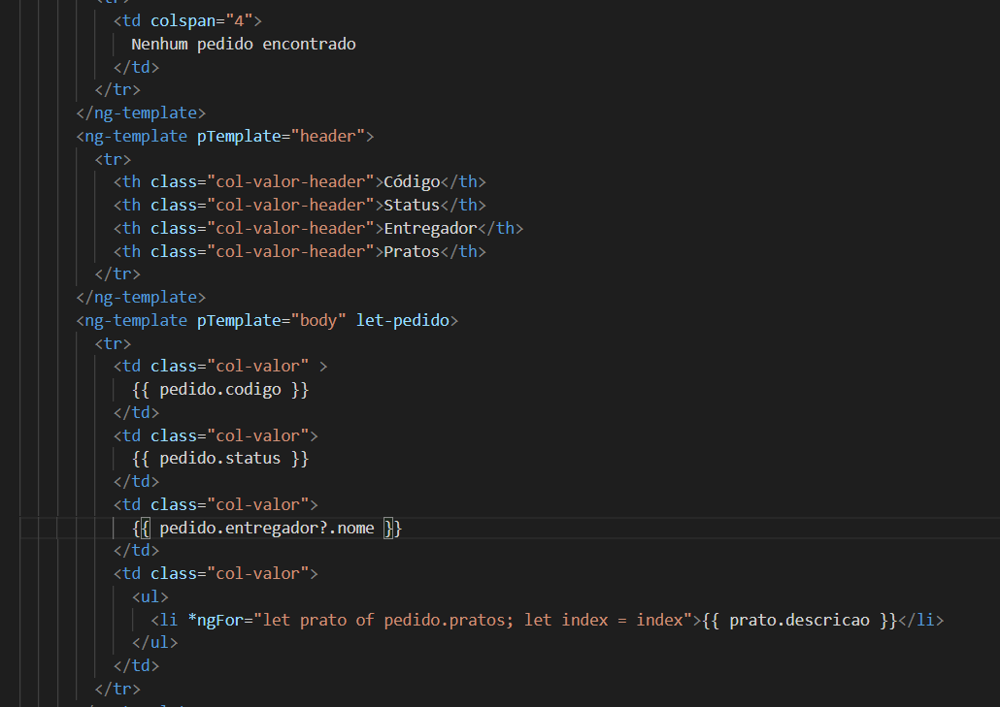 <tr>
<td colspan="4">
Nenhum pedido encontrado
</td>
</tr>
</ng-template>
<ng-template pTemplate="header">
<tr>
<th class="col-valor-header">Código</th>
<th class="col-valor-header">Status</th>
<th class="col-valor-header">Entregador</th>
<th class="col-valor-header">Pratos</th>
</tr>
</ng-template>
<ng-template pTemplate="body" let-pedido>
<tr>
<td class="col-valor" >
{{ pedido.codigo }}
</td>
<td class="col-valor">
{{ pedido.status }}
</td>
<td class="col-valor">
{{ pedido.entregador?.nome }}
</td>
<td class="col-valor">
<ul>
<li *ngFor="let prato of pedido.pratos; let index = index">{{ prato.descricao }}</li>
</ul>
</td>
</tr>